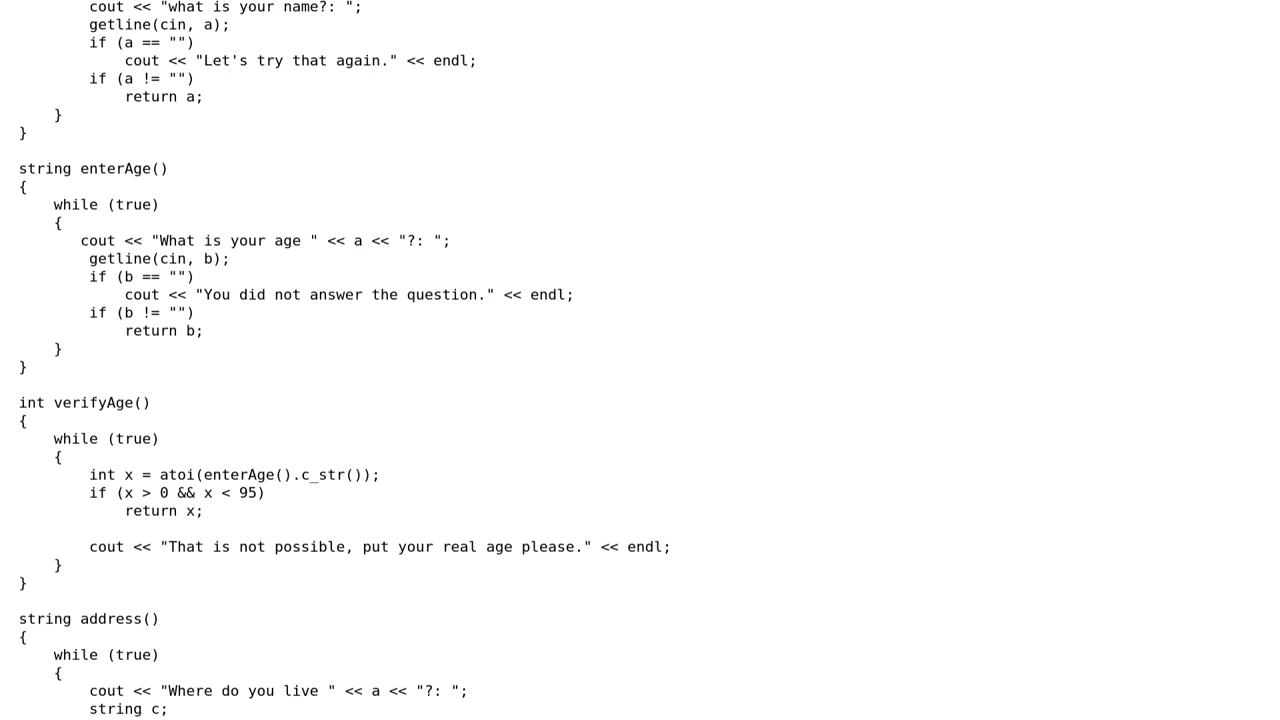 cout << "what is your name?: ";
        getline(cin, a);
        if (a == "")
            cout << "Let's try that again." << endl;
        if (a != "")
            return a;
    }
}

string enterAge()
{
    while (true)
    {
       cout << "What is your age " << a << "?: ";
        getline(cin, b);
        if (b == "")
            cout << "You did not answer the question." << endl;
        if (b != "")
            return b;
    }
}

int verifyAge()
{
    while (true)
    {
        int x = atoi(enterAge().c_str());
        if (x > 0 && x < 95)
            return x;

        cout << "That is not possible, put your real age please." << endl;
    }
}

string address()
{
    while (true)
    {
        cout << "Where do you live " << a << "?: ";
        string c;